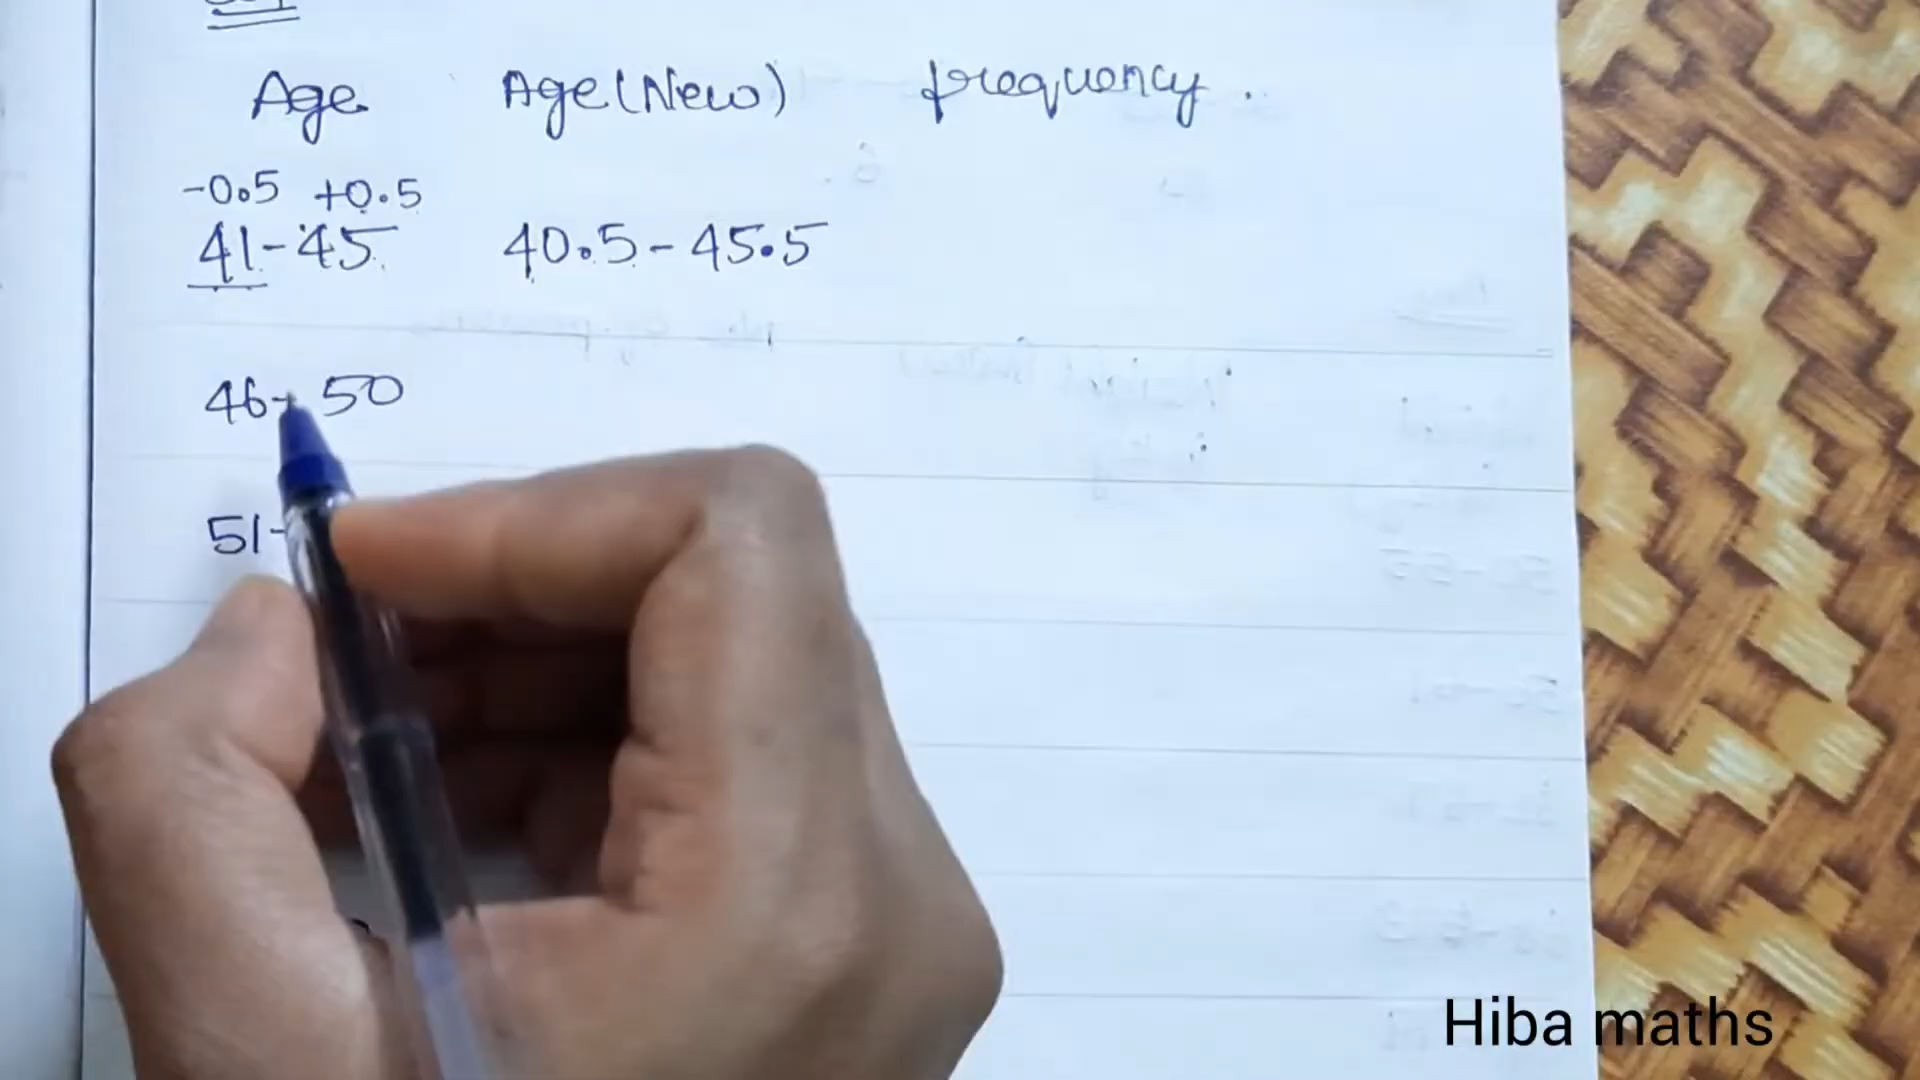 Age Age(New) frequency.
-0.5 +0.5
41-45 40.5-45.5
46-50
51-
Hiba maths